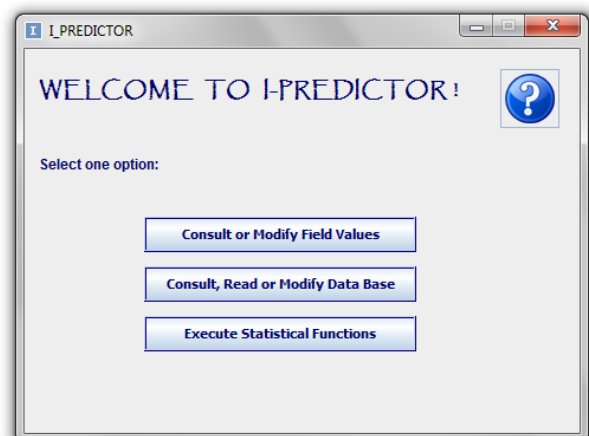 I I_PREDICTOR
WELCOME TO I-PREDICTOR!
?
Select one option:
Consult or Modify Field Values
Consult, Read or Modify Data Base
Execute Statistical Functions